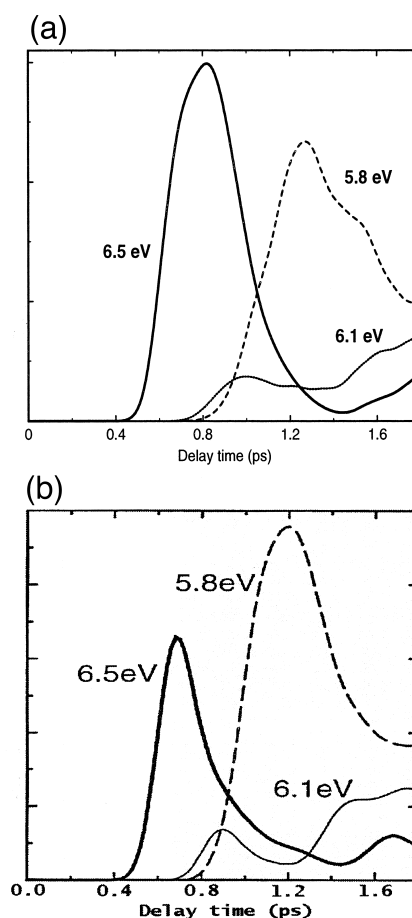 (a)
5.8 eV
6.5 eV
6.1 eV
0 0.4 0.8 1.2 1.6
Delay time (ps)
(b)
5.8eV
6.5eV
6.1eV
0.0 0.4 0.8 1.2 1.6
Delay time (ps)